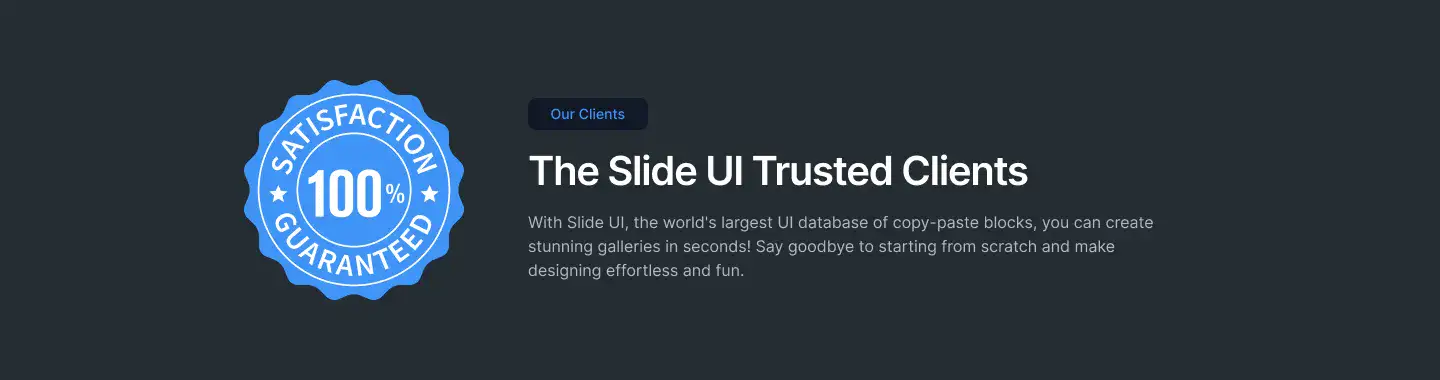 SATISFACTION
100%
GUARANTEED
Our Clients
The Slide UI Trusted Clients
With Slide UI, the world's largest UI database of copy-paste blocks, you can create
stunning galleries in seconds! Say goodbye to starting from scratch and make
designing effortless and fun.